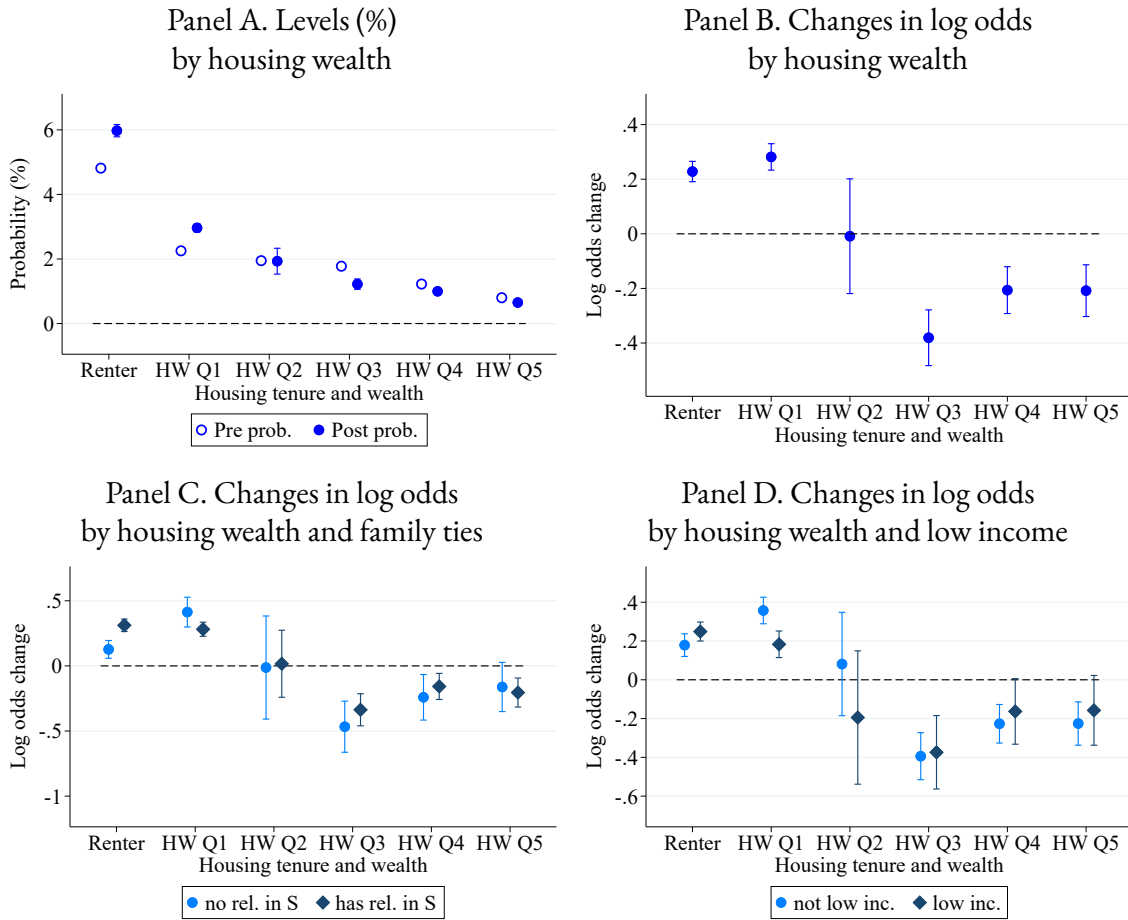 Panel A. Levels (%)
by housing wealth
Probability (%)
6
4
2
0
Renter HW Q1 HW Q2 HW Q3 HW Q4 HW Q5
Housing tenure and wealth
Pre prob. Post prob.
Panel B. Changes in log odds
by housing wealth
Log odds change
.4
.2
0
-.2
-.4
Renter HW Q1 HW Q2 HW Q3 HW Q4 HW Q5
Housing tenure and wealth
Panel C. Changes in log odds
by housing wealth and family ties
Log odds change
.5
0
-.5
-1
Renter HW Q1 HW Q2 HW Q3 HW Q4 HW Q5
Housing tenure and wealth
no rel. in S has rel. in S
Panel D. Changes in log odds
by housing wealth and low income
Log odds change
.4
.2
0
-.2
-.4
-.6
Renter HW Q1 HW Q2 HW Q3 HW Q4 HW Q5
Housing tenure and wealth
not low inc. low inc.